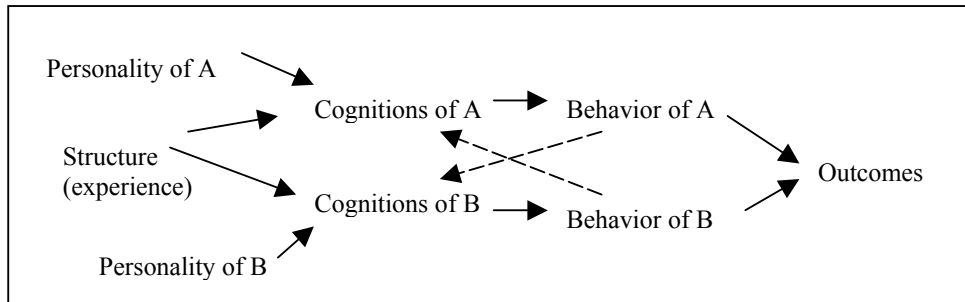 Personality of A
Cognitions of A
Behavior of A
Structure
(experience)
Outcomes
Cognitions of B
Behavior of B
Personality of B